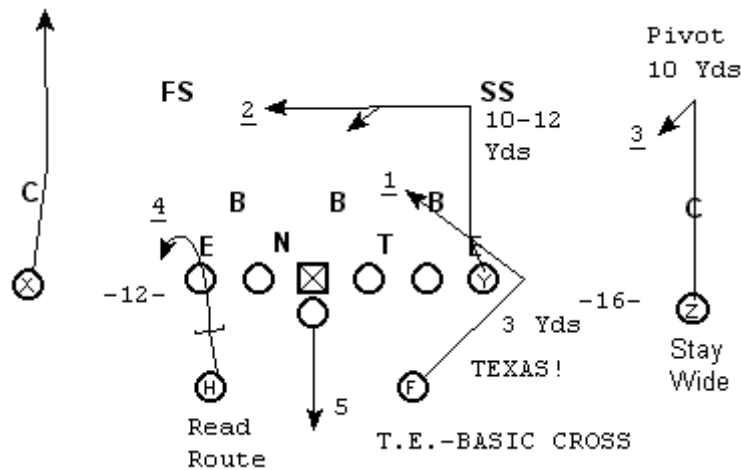 Pivot
10 Yds
FS
SS
2
10-12
Yds
3
C
4
B
B
1
B
C
E
N
T
E
X
-12-
X
Y
-16-
Z
3 Yds
Stay
Wide
TEXAS!
H
F
5
Read
Route
T.E.-BASIC CROSS